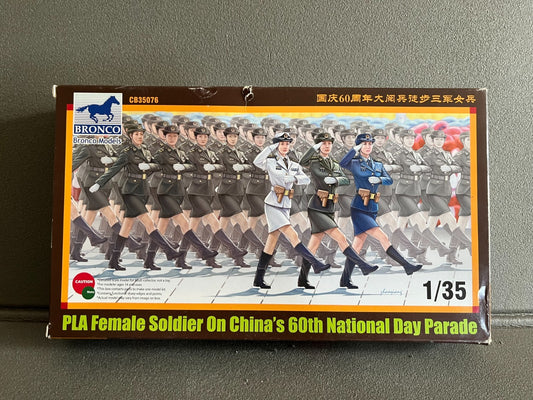 CB35076
国庆60周年大阅兵徒步三军女兵
BRONCO
Bronco Models
CAUTION
1/35
PLA Female Soldier On China's 60th National Day Parade